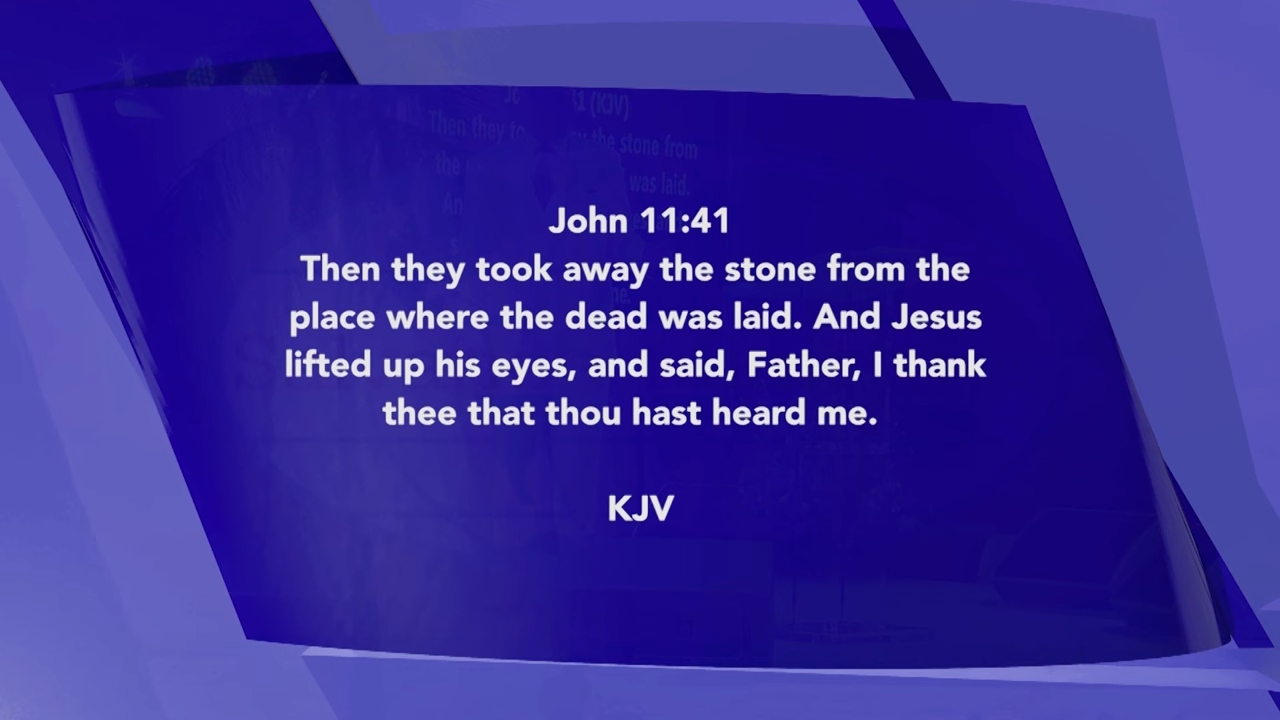 John 11:41
Then they took away the stone from the
place where the dead was laid. And Jesus
lifted up his eyes, and said, Father, I thank
thee that thou hast heard me.
KJV